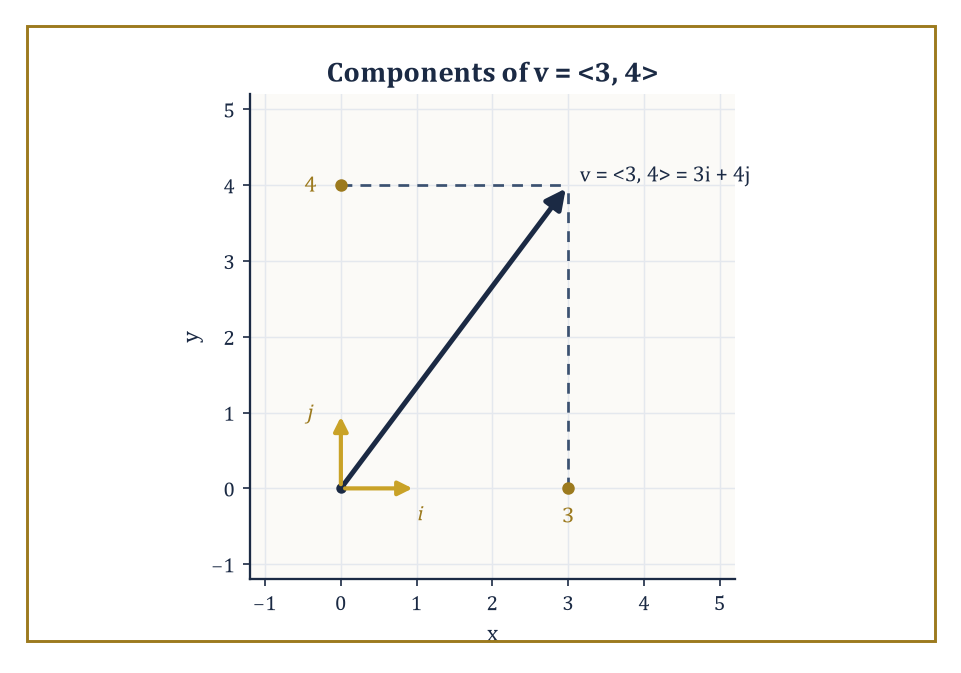 Components of v = <3, 4>
5
4
3
2
1
0
−1
y
4
v = <3, 4> = 3i + 4j
j
i
3
−1
0
1
2
3
4
5
x